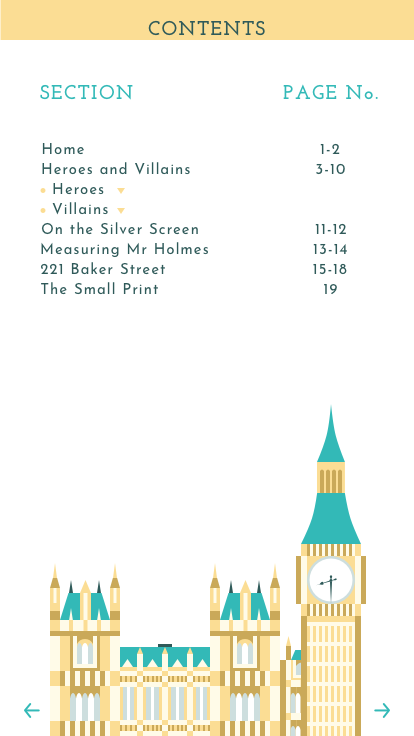 CONTENTS
SECTION PAGE No.
Home 1-2
Heroes and Villains 3-10
Heroes
Villains
On the Silver Screen 11-12
Measuring Mr Holmes 13-14
221 Baker Street 15-18
The Small Print 19